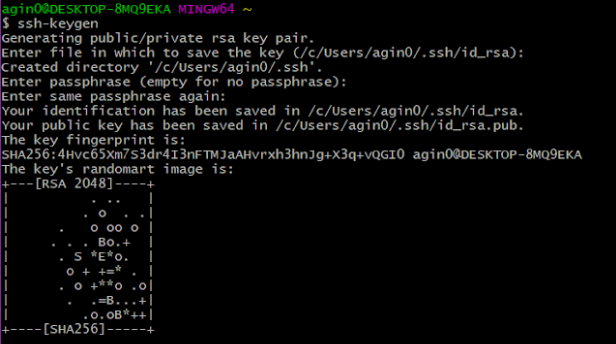 agin0@DESKTOP-8MQ9EKA MINGW64 ~
$ ssh-keygen
Generating public/private rsa key pair.
Enter file in which to save the key (/c/Users/agin0/.ssh/id_rsa):
Created directory '/c/Users/agin0/.ssh'.
Enter passphrase (empty for no passphrase):
Enter same passphrase again:
Your identification has been saved in /c/Users/agin0/.ssh/id_rsa.
Your public key has been saved in /c/Users/agin0/.ssh/id_rsa.pub.
The key fingerprint is:
SHA256:4Hvc65Xm7S3dr4I3nFTMJaAHvrxh3hnJg+X3q+vQGI0 agin0@DESKTOP-8MQ9EKA
The key's randomart image is:
+---[RSA 2048]----+
|           . ..  |
|          . o  . .|
|       .   o oo o |
|      . . . Bo.+  |
|       . S *E*o.  |
|        o + +=* . |
|       . o +**o .o|
|        .  .=B...+|
|          .o.oB*++|
+----[SHA256]-----+